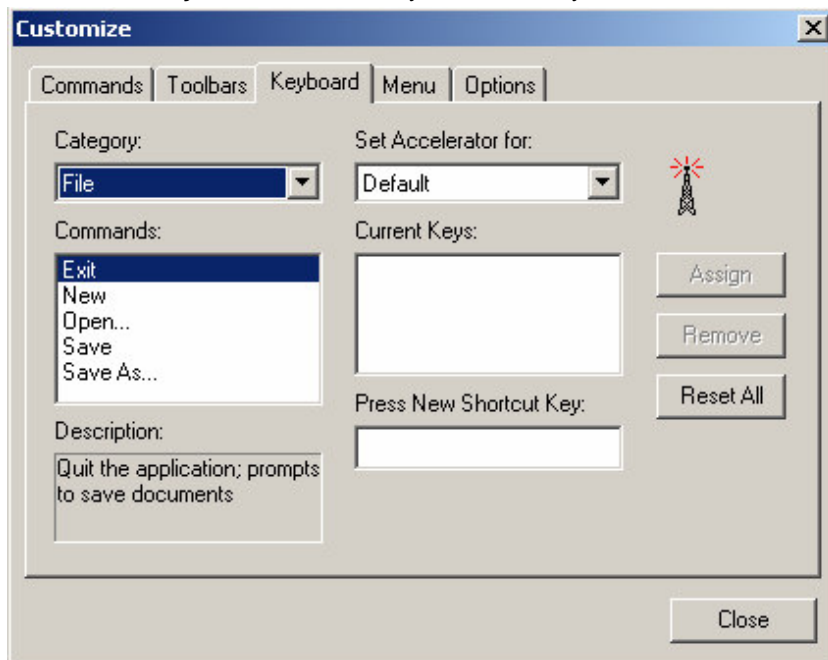 Customize
Commands Toolbars Keyboard Menu Options
Category:
File
Commands:
Exit
New
Open...
Save
Save As...
Description:
Quit the application; prompts
to save documents
Set Accelerator for:
Default
Current Keys:
Press New Shortcut Key:
Assign
Remove
Reset All
Close